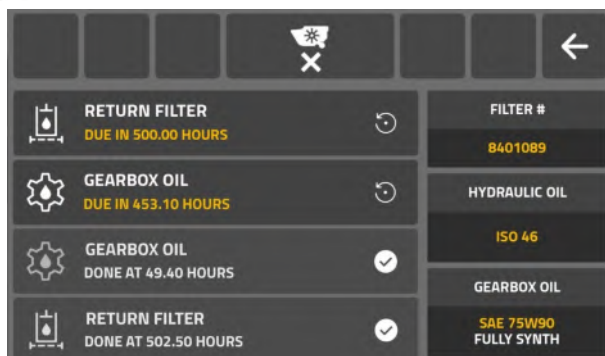 RETURN FILTER
DUE IN 500.00 HOURS
GEARBOX OIL
DUE IN 453.10 HOURS
GEARBOX OIL
DONE AT 49.40 HOURS
RETURN FILTER
DONE AT 502.50 HOURS
FILTER #
8401089
HYDRAULIC OIL
ISO 46
GEARBOX OIL
SAE 75W90
FULLY SYNTH